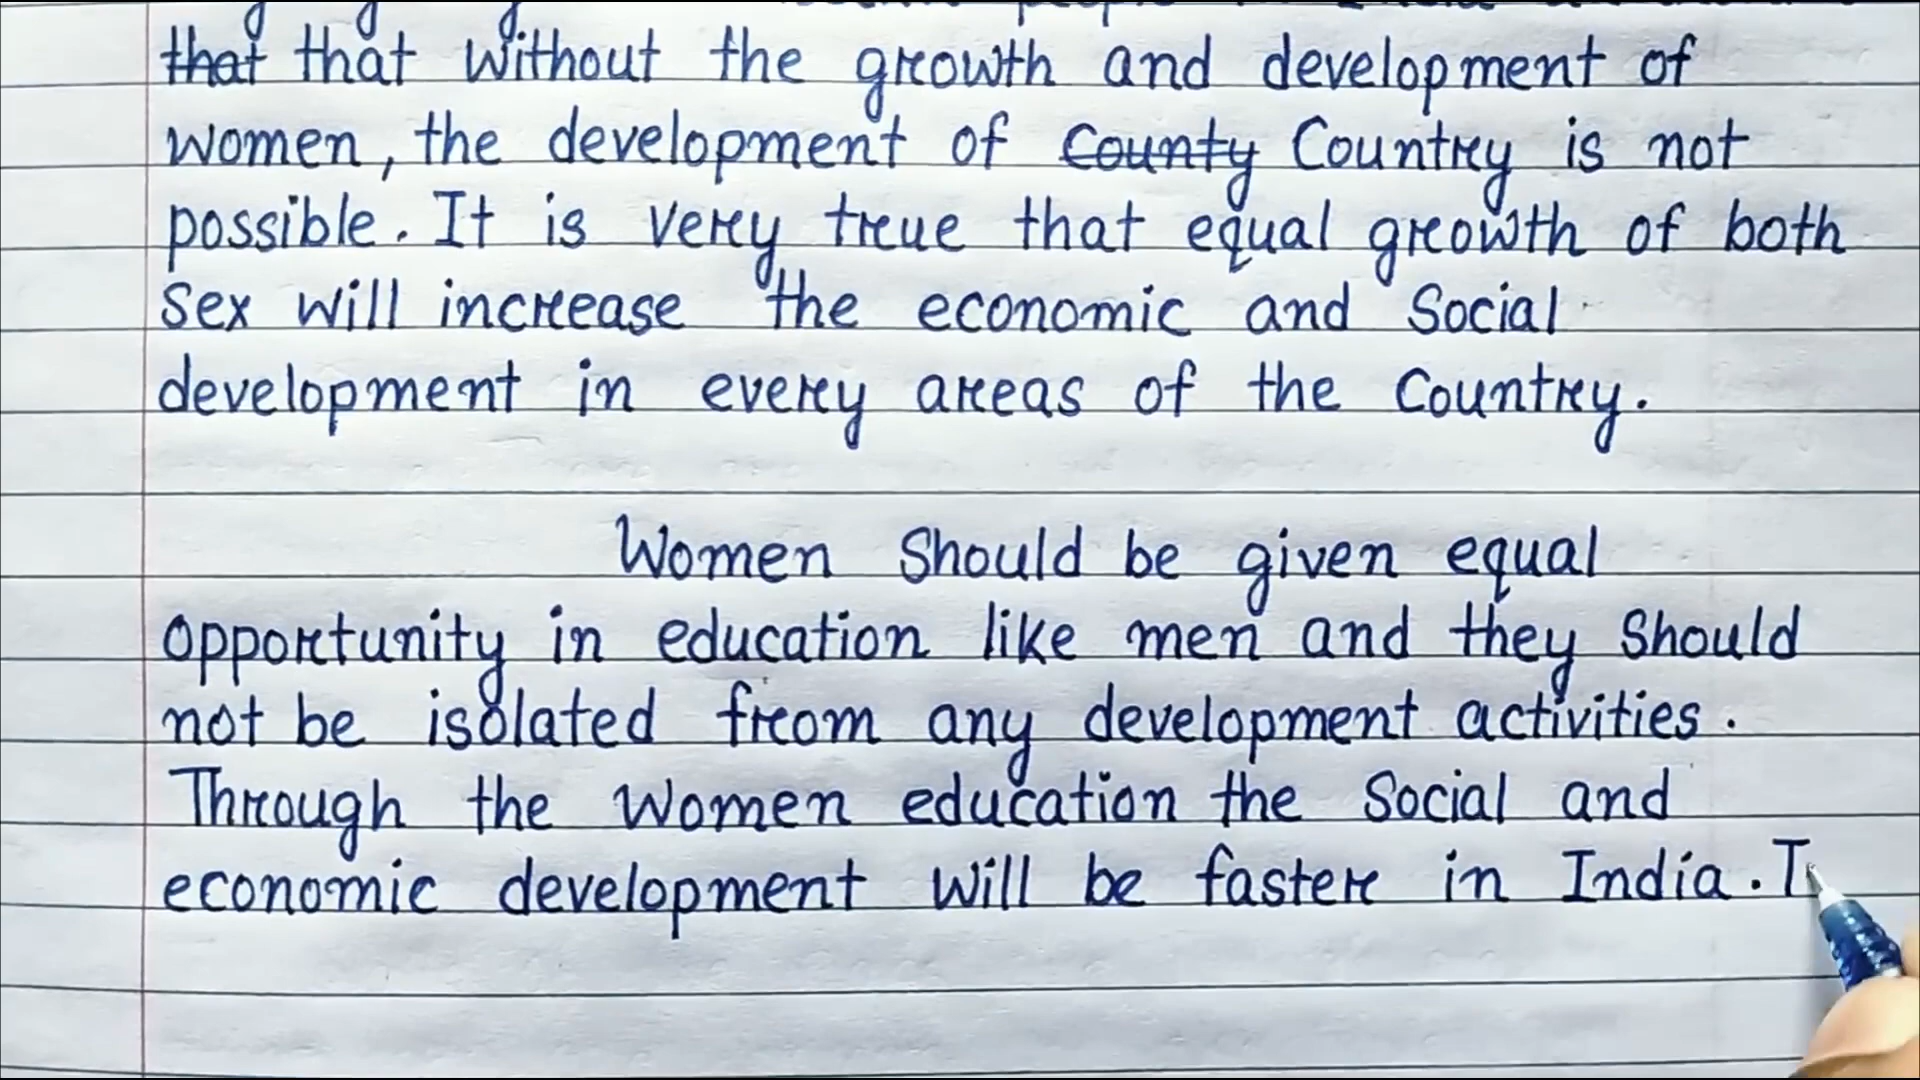 that that without the growth and development of
women, the development of County Country is not
possible. It is very true that equal growth of both
Sex will increase the economic and Social
development in every areas of the Country.
Women Should be given equal
opportunity in education like men and they Should
not be isolated from any development activities.
Through the Women education the Social and
economic development will be faster in India. T